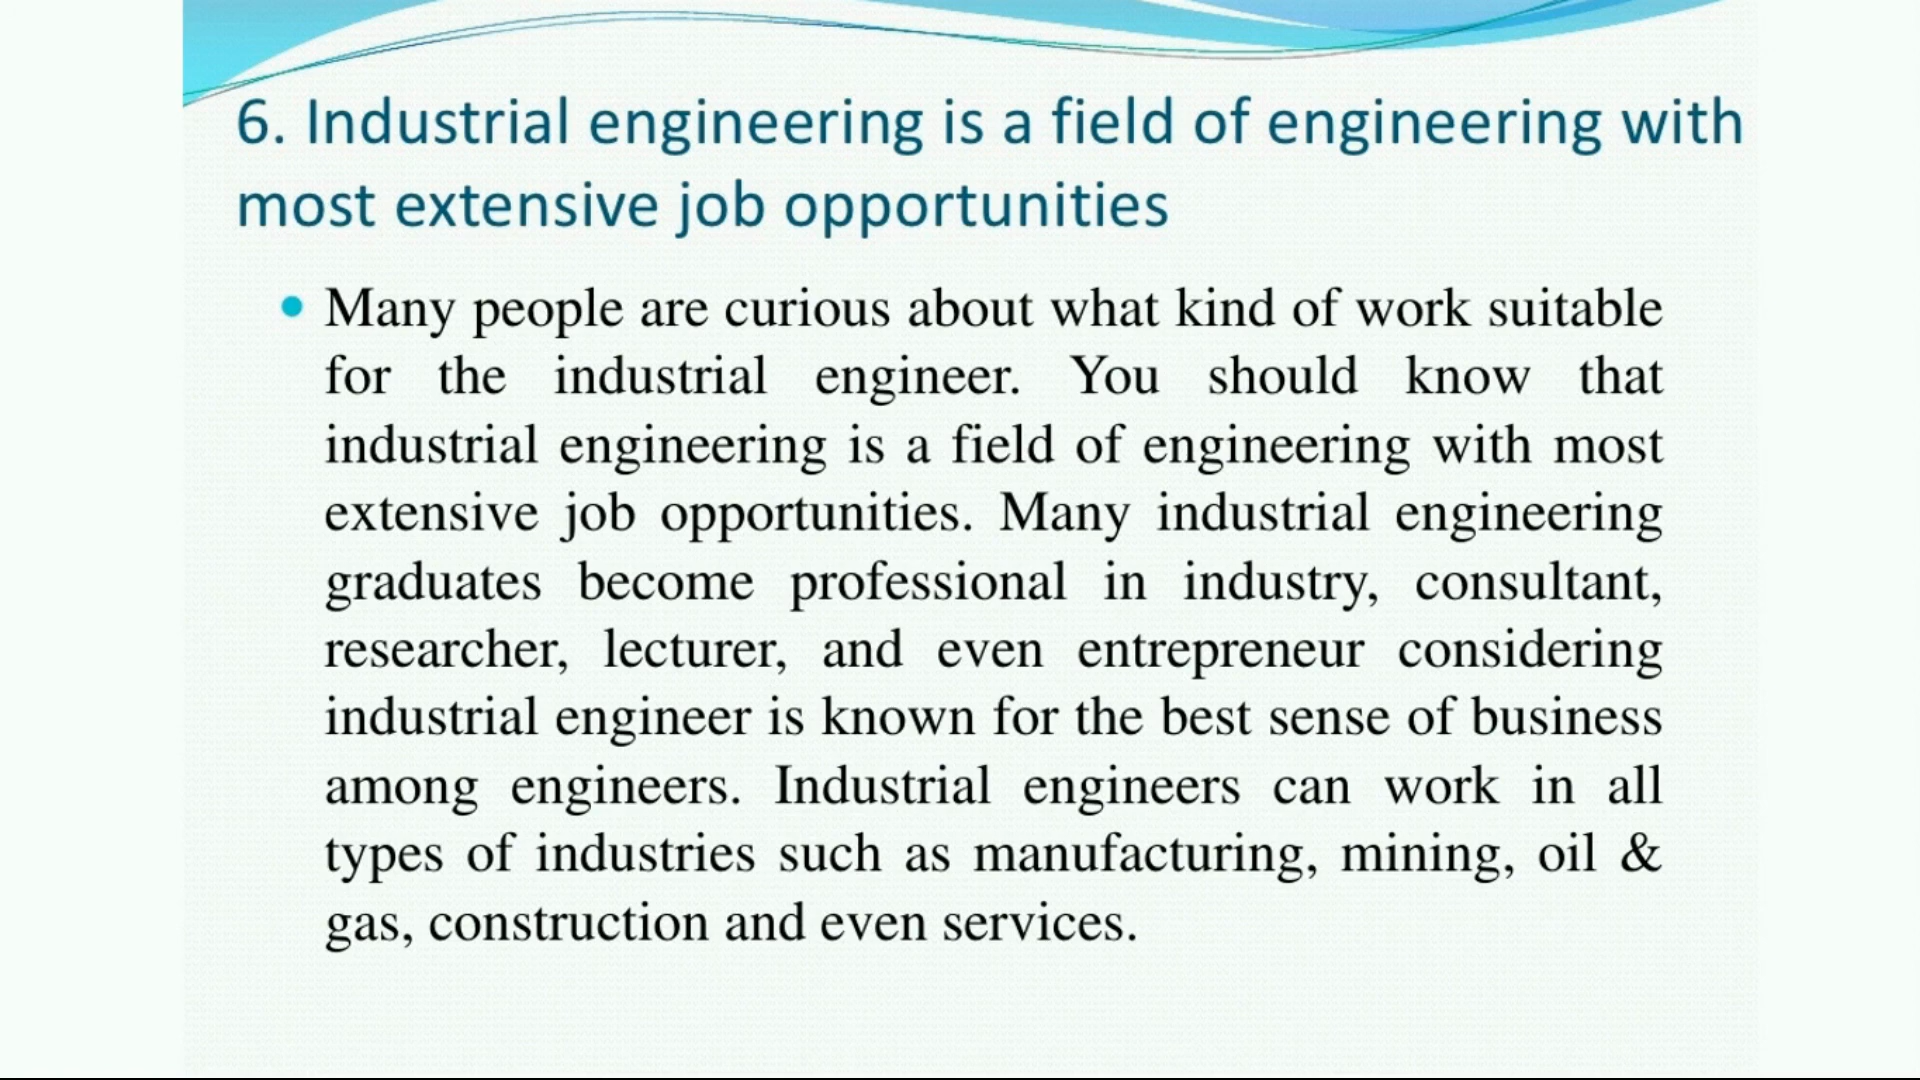 6. Industrial engineering is a field of engineering with
most extensive job opportunities
• Many people are curious about what kind of work suitable
for the industrial engineer. You should know that
industrial engineering is a field of engineering with most
extensive job opportunities. Many industrial engineering
graduates become professional in industry, consultant,
researcher, lecturer, and even entrepreneur considering
industrial engineer is known for the best sense of business
among engineers. Industrial engineers can work in all
types of industries such as manufacturing, mining, oil &
gas, construction and even services.